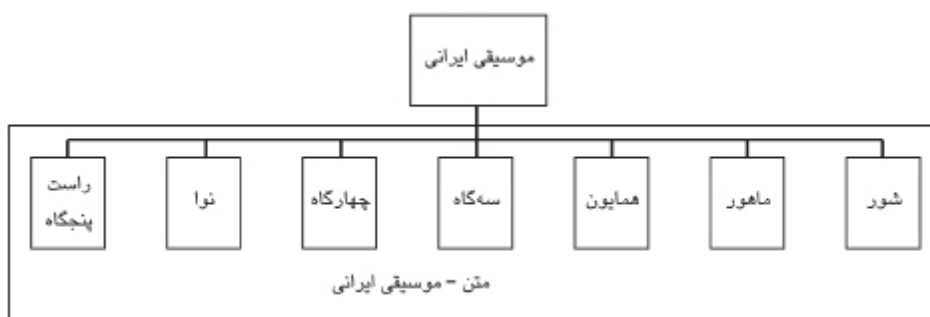 موسیقی ایرانی
شور
ماهور
همایون
سه‌گاه
چهارگاه
نوا
راست
پنجگاه
متن – موسیقی ایرانی